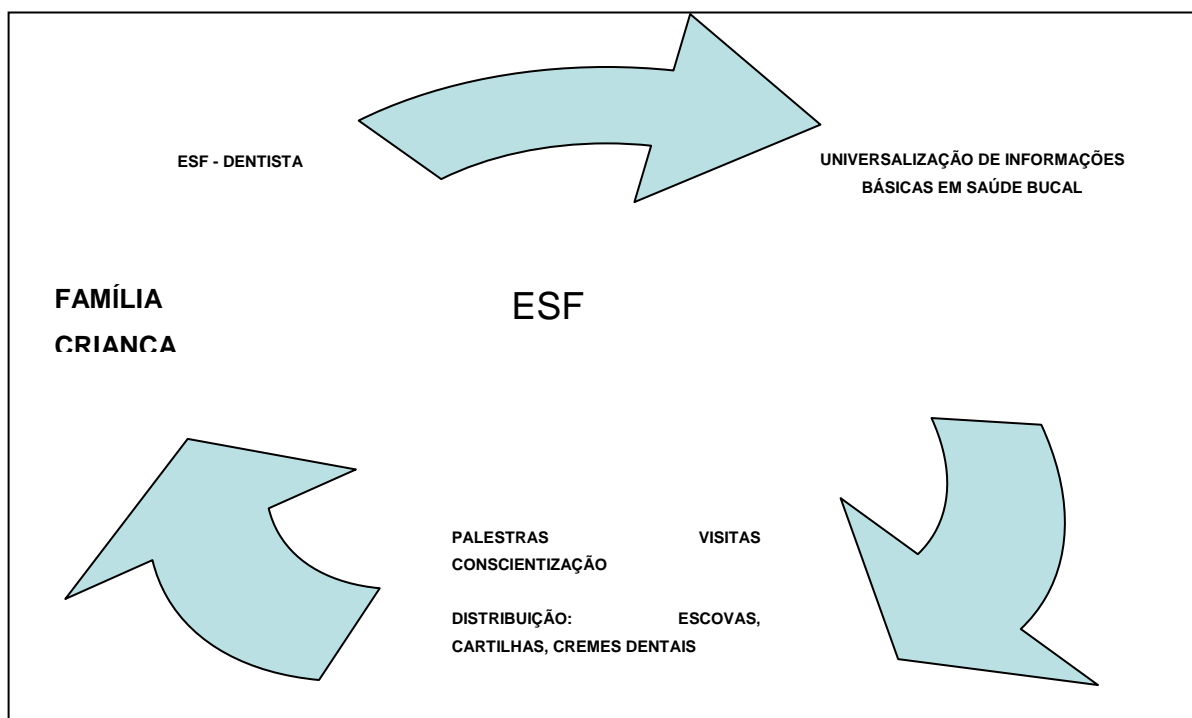 ESF - DENTISTA
UNIVERSALIZAÇÃO DE INFORMAÇÕES
BÁSICAS EM SAÚDE BUCAL
FAMÍLIA
CRIANÇA
ESF
PALESTRAS VISITAS
CONSCIENTIZAÇÃO
DISTRIBUIÇÃO: ESCOVAS,
CARTILHAS, CREMES DENTAIS